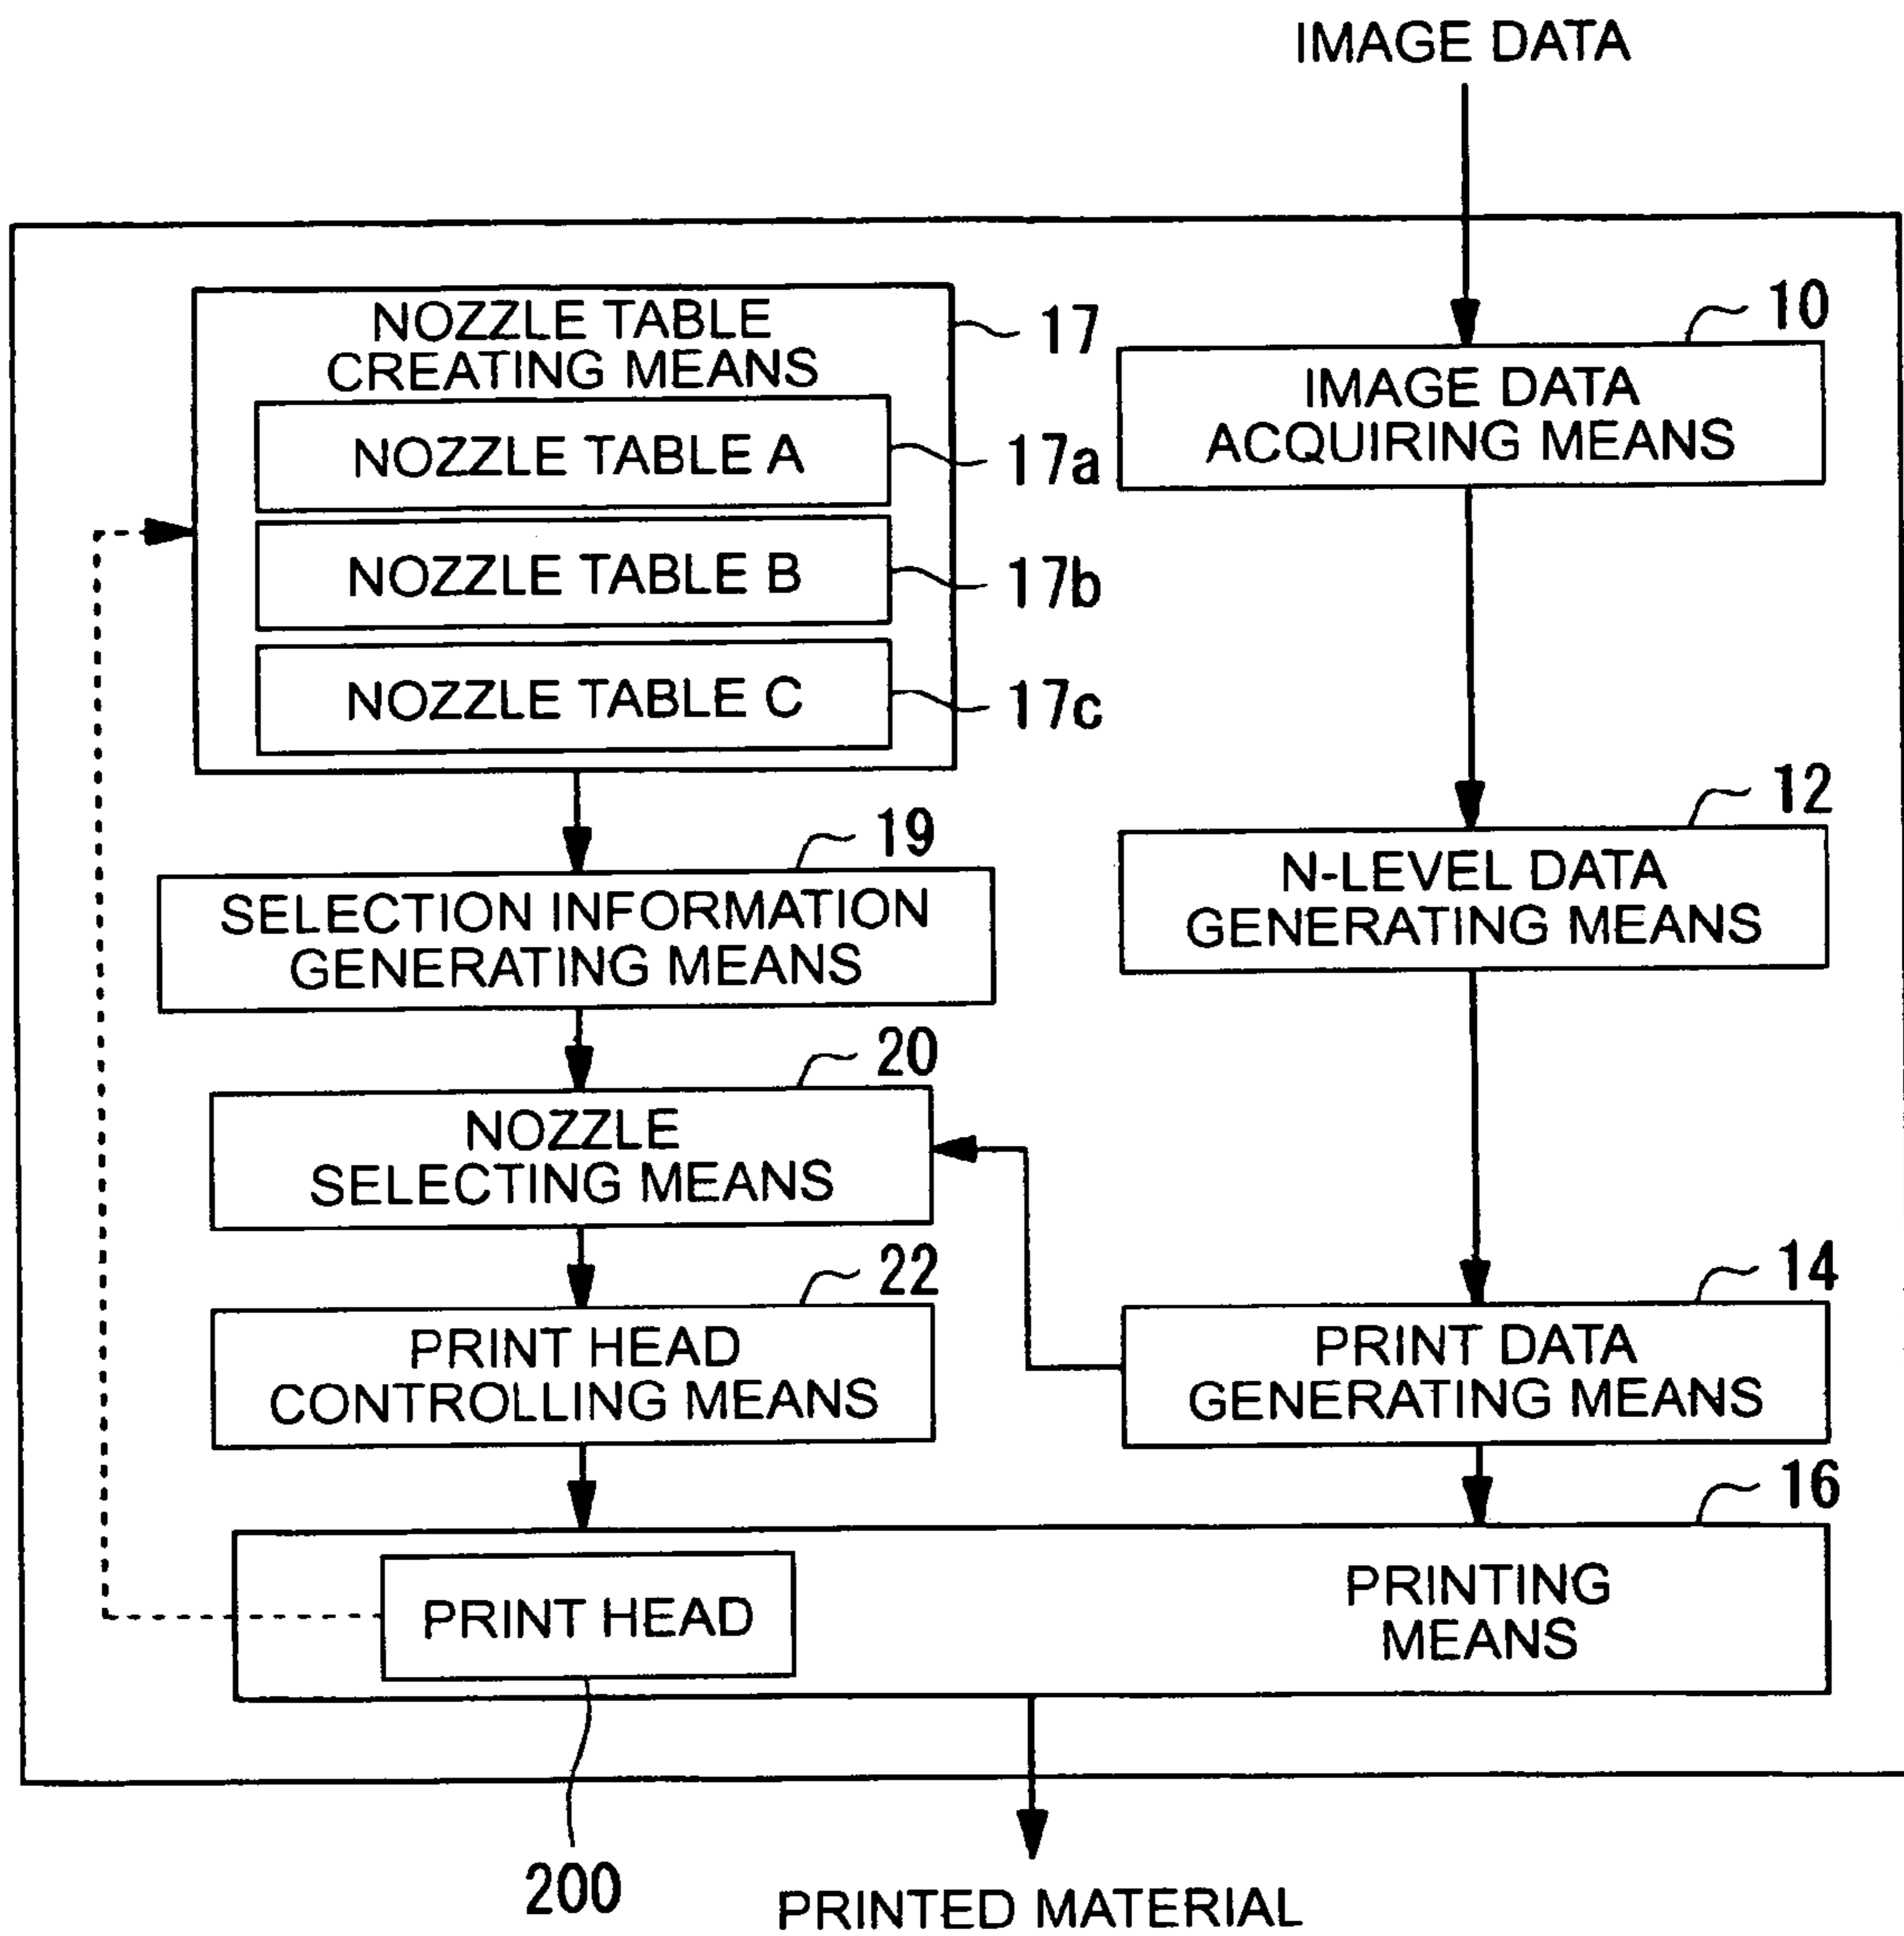 IMAGE DATA
NOZZLE TABLE
CREATING MEANS
17
NOZZLE TABLE A
17a
NOZZLE TABLE B
17b
NOZZLE TABLE C
17c
10
IMAGE DATA
ACQUIRING MEANS
12
N-LEVEL DATA
GENERATING MEANS
19
SELECTION INFORMATION
GENERATING MEANS
20
NOZZLE
SELECTING MEANS
22
PRINT HEAD
CONTROLLING MEANS
14
PRINT DATA
GENERATING MEANS
16
PRINT HEAD
PRINTING
MEANS
200
PRINTED MATERIAL